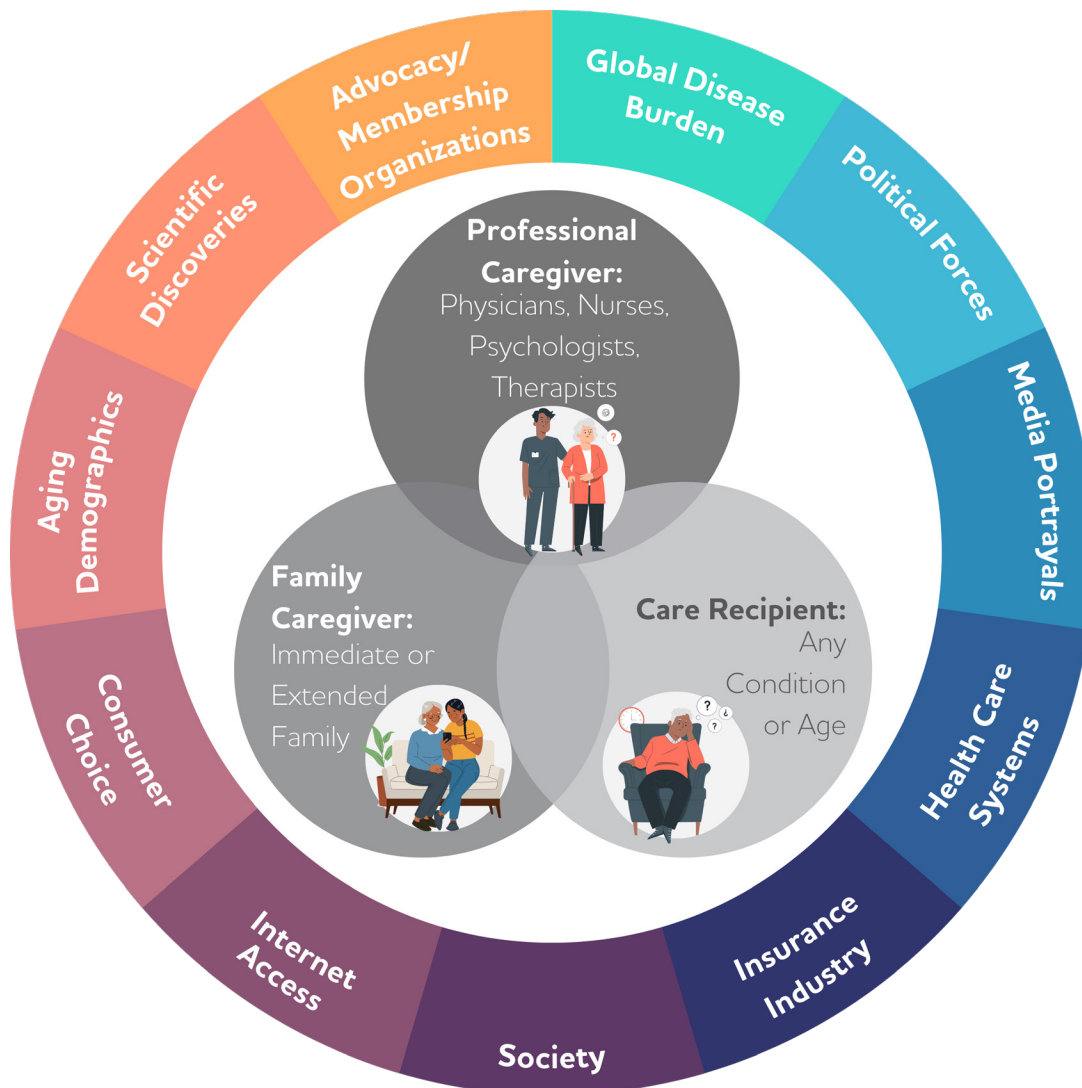 Advocacy/
Membership
Organizations
Global Disease
Burden
Political Forces
Media Portrayals
Health Care
Systems
Insurance
Industry
Society
Internet
Access
Consumer
Choice
Aging
Demographics
Scientific
Discoveries
Professional
Caregiver:
Physicians, Nurses,
Psychologists,
Therapists
?
Family
Caregiver:
Immediate or
Extended
Family
Care Recipient:
Any
Condition
or Age
?
?
?